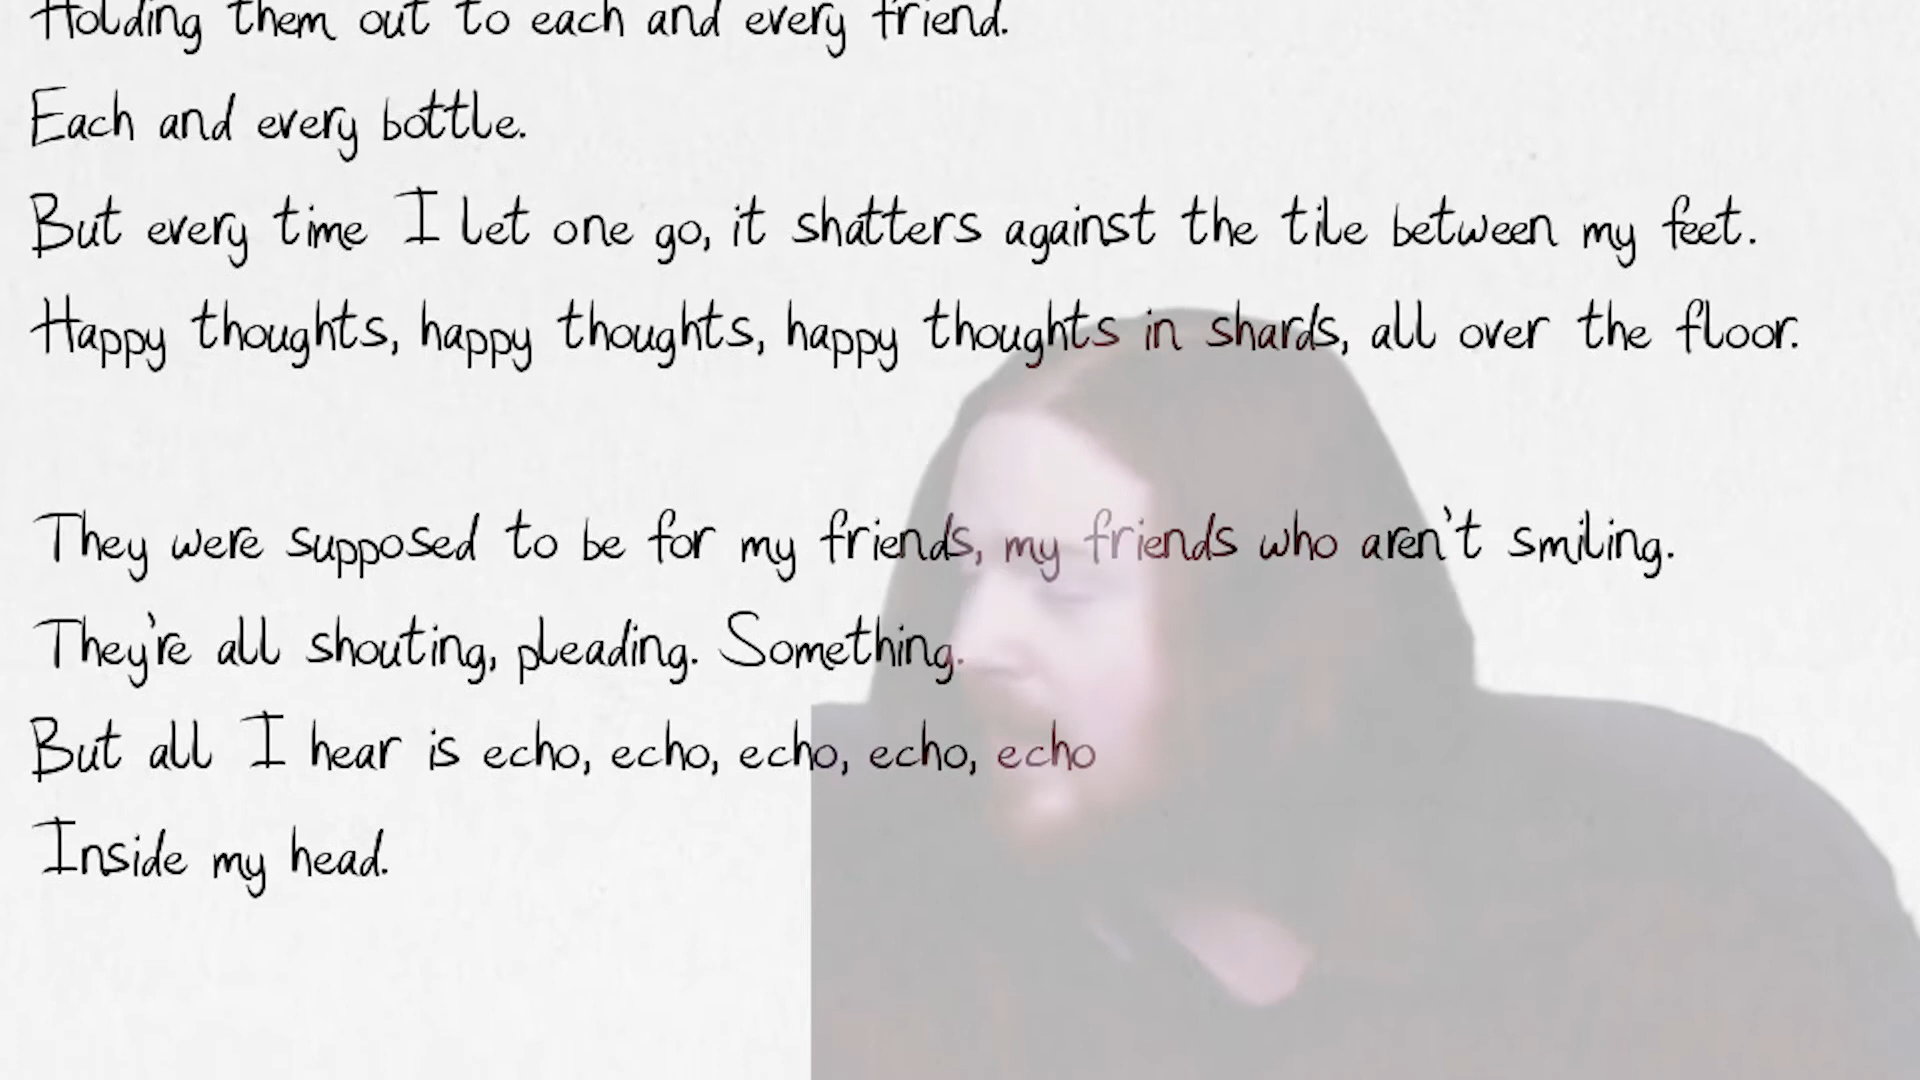 Holding them out to each and every friend.
Each and every bottle.
But every time I let one go, it shatters against the tile between my feet.
Happy thoughts, happy thoughts, happy thoughts in shards, all over the floor.
They were supposed to be for my friends, my friends who aren't smiling.
They're all shouting, pleading. Something.
But all I hear is echo, echo, echo, echo, echo
Inside my head.